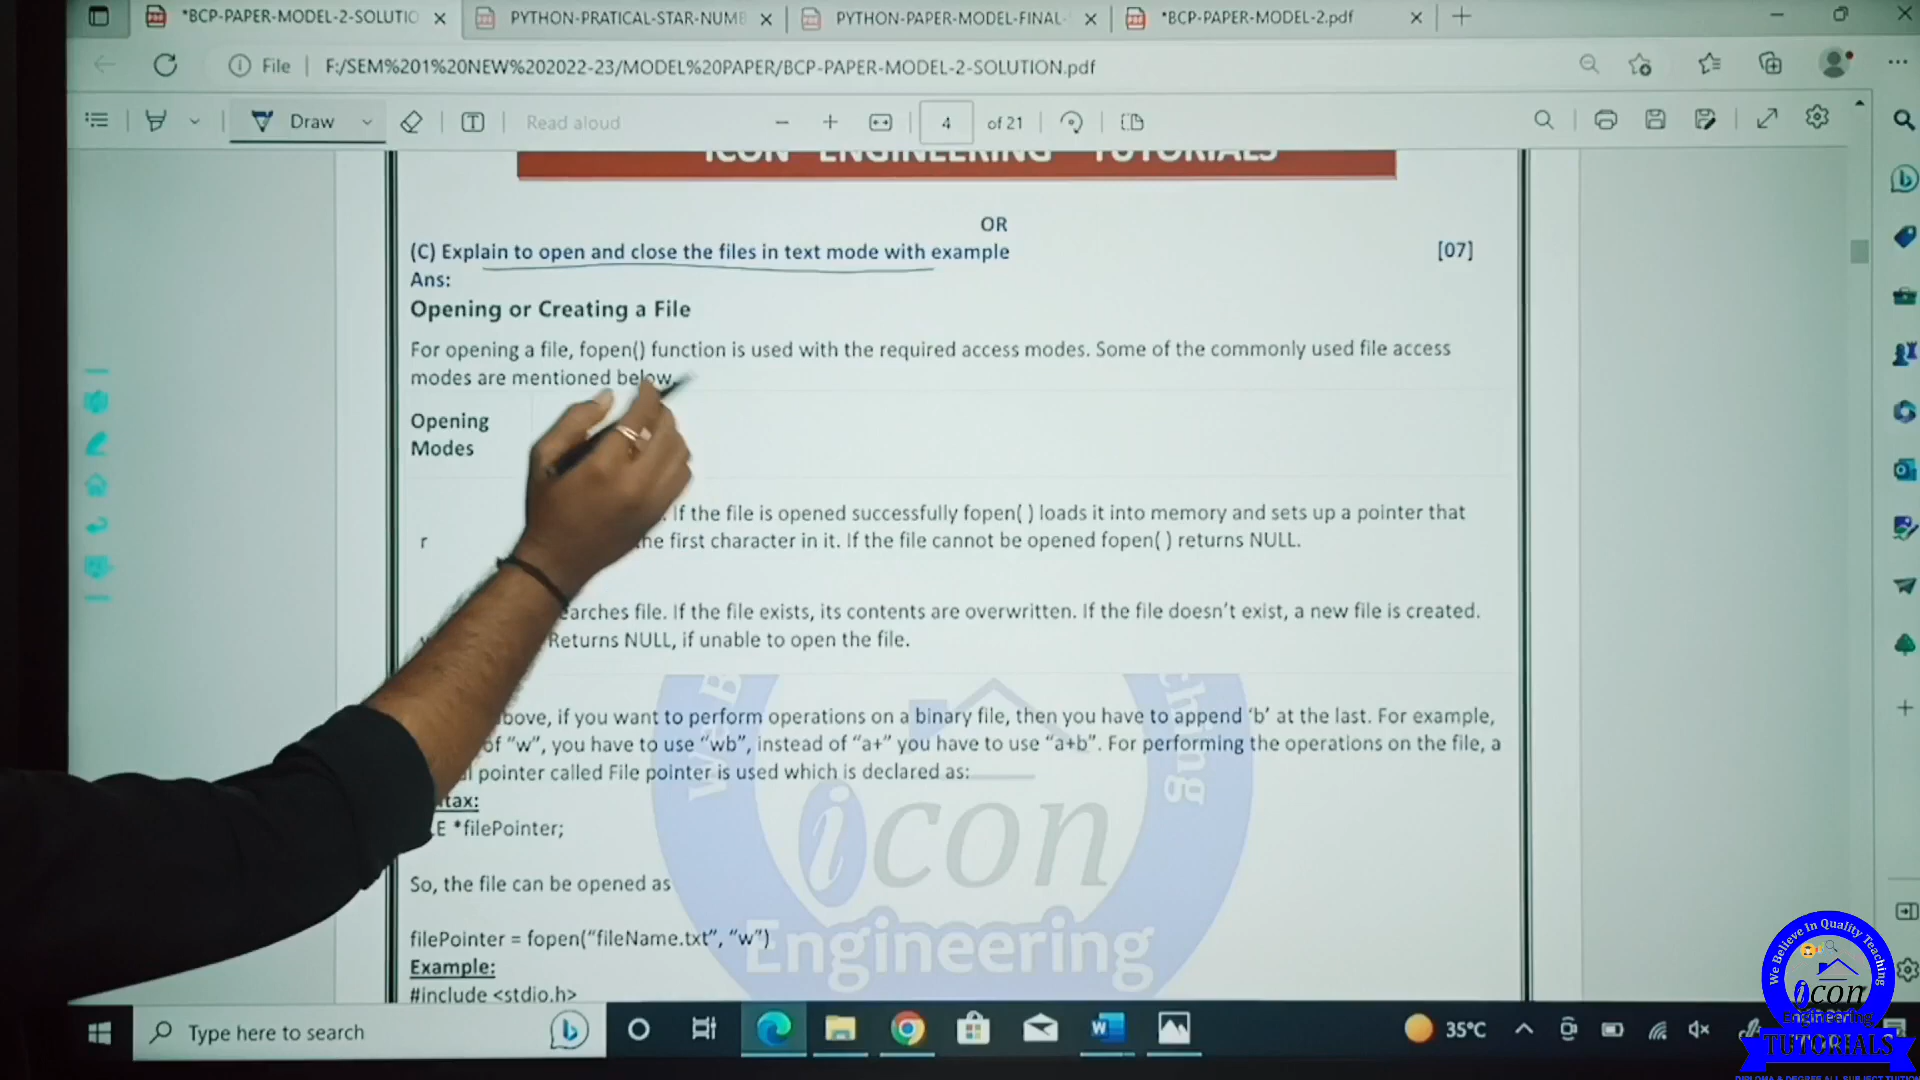 *BCP-PAPER-MODEL-2-SOLUTIO
PYTHON-PRATICAL-STAR-NUMB
PYTHON-PAPER-MODEL-FINAL-
*BCP-PAPER-MODEL-2.pdf
File
F:/SEM%201%20NEW%202022-23/MODEL%20PAPER/BCP-PAPER-MODEL-2-SOLUTION.pdf
Draw
Read aloud
4
of 21
ICON ENGINEERING TUTORIALS
OR
(C) Explain to open and close the files in text mode with example [07]
Ans:
Opening or Creating a File
For opening a file, fopen() function is used with the required access modes. Some of the commonly used file access
modes are mentioned below.
Opening
Modes
If the file is opened successfully fopen( ) loads it into memory and sets up a pointer that
r
he first character in it. If the file cannot be opened fopen( ) returns NULL.
earches file. If the file exists, its contents are overwritten. If the file doesn’t exist, a new file is created.
Returns NULL, if unable to open the file.
bove, if you want to perform operations on a binary file, then you have to append ‘b’ at the last. For example,
of “w”, you have to use “wb”, instead of “a+” you have to use “a+b”. For performing the operations on the file, a
l pointer called File pointer is used which is declared as:
tax:
E *filePointer;
So, the file can be opened as
filePointer = fopen(“fileName.txt”, “w”)
Example:
#include <stdio.h>
icon
Engineering
Type here to search
35°C
We Believe In Quality Teaching
icon
Engineering
TUTORIALS